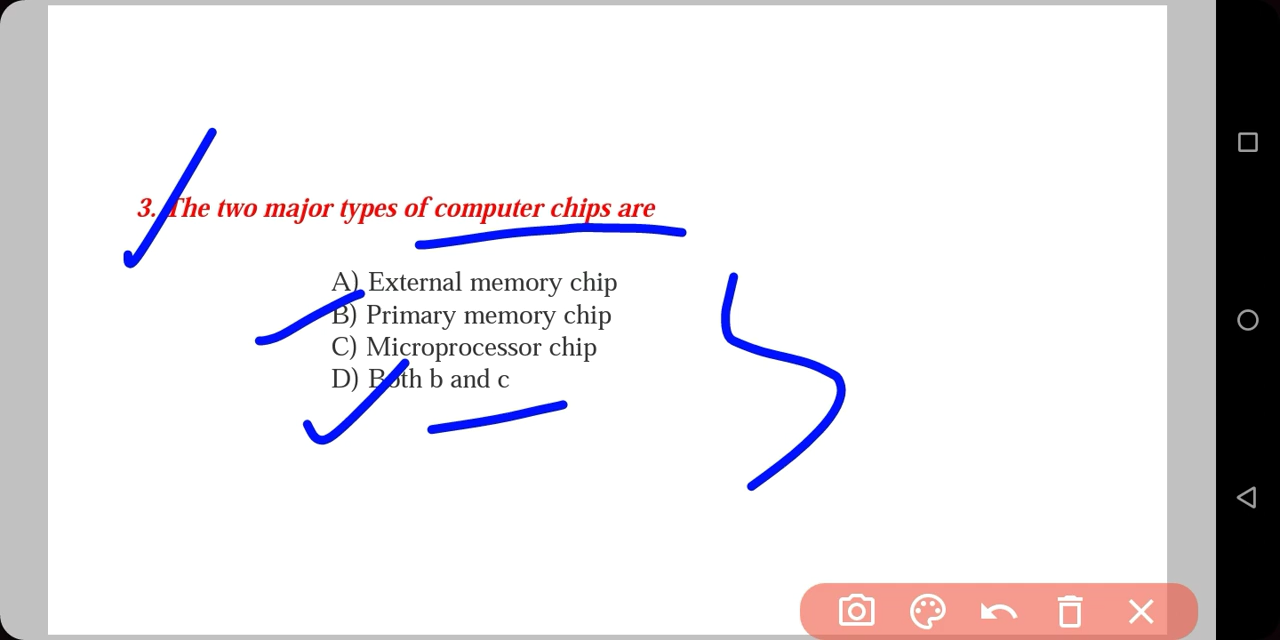 3. The two major types of computer chips are
A) External memory chip
B) Primary memory chip
C) Microprocessor chip
D) Both b and c